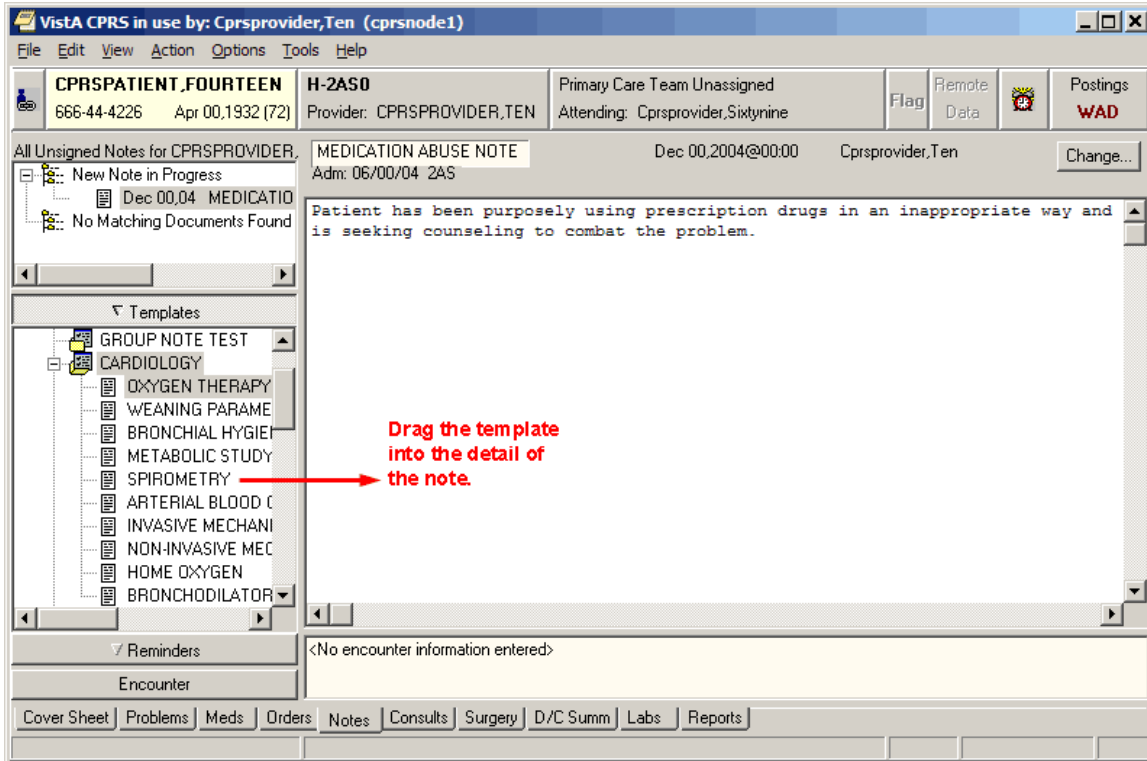 VistA CPRS in use by: Cprsprovider,Ten (cprsnode1)
File Edit View Action Options Tools Help
CPRSPATIENT,FOURTEEN
666-44-4226 Apr 00,1932 (72)
H-2AS0
Provider: CPRSPROVIDER,TEN
Primary Care Team Unassigned
Attending: Cprsprovider,Sixtynine
Flag
Remote
Data
Postings
WAD
All Unsigned Notes for CPRSPROVIDER,
New Note in Progress
Dec 00,04 MEDICATIO
No Matching Documents Found
MEDICATION ABUSE NOTE Dec 00,2004@00:00 Cprsprovider,Ten
Adm: 06/00/04 2AS
Change...
Patient has been purposely using prescription drugs in an inappropriate way and
is seeking counseling to combat the problem.
Templates
GROUP NOTE TEST
CARDIOLOGY
OXYGEN THERAPY
WEANING PARAME
BRONCHIAL HYGIEI
METABOLIC STUDY
SPIROMETRY
ARTERIAL BLOOD (
INVASIVE MECHANI
NON-INVASIVE MEC
HOME OXYGEN
BRONCHODILATOR
Drag the template
into the detail of
the note.
Reminders
Encounter
<No encounter information entered>
Cover Sheet Problems Meds Orders Notes Consults Surgery D/C Summ Labs Reports